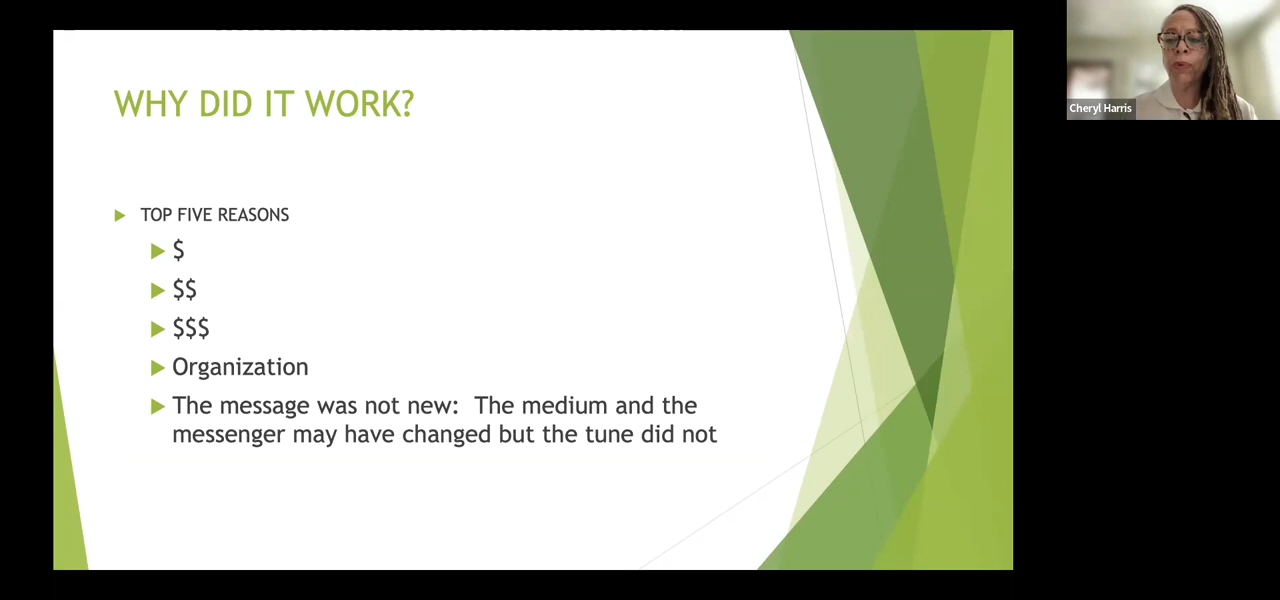 WHY DID IT WORK?
TOP FIVE REASONS
$
$$
$$$
Organization
The message was not new:  The medium and the
messenger may have changed but the tune did not
Cheryl Harris